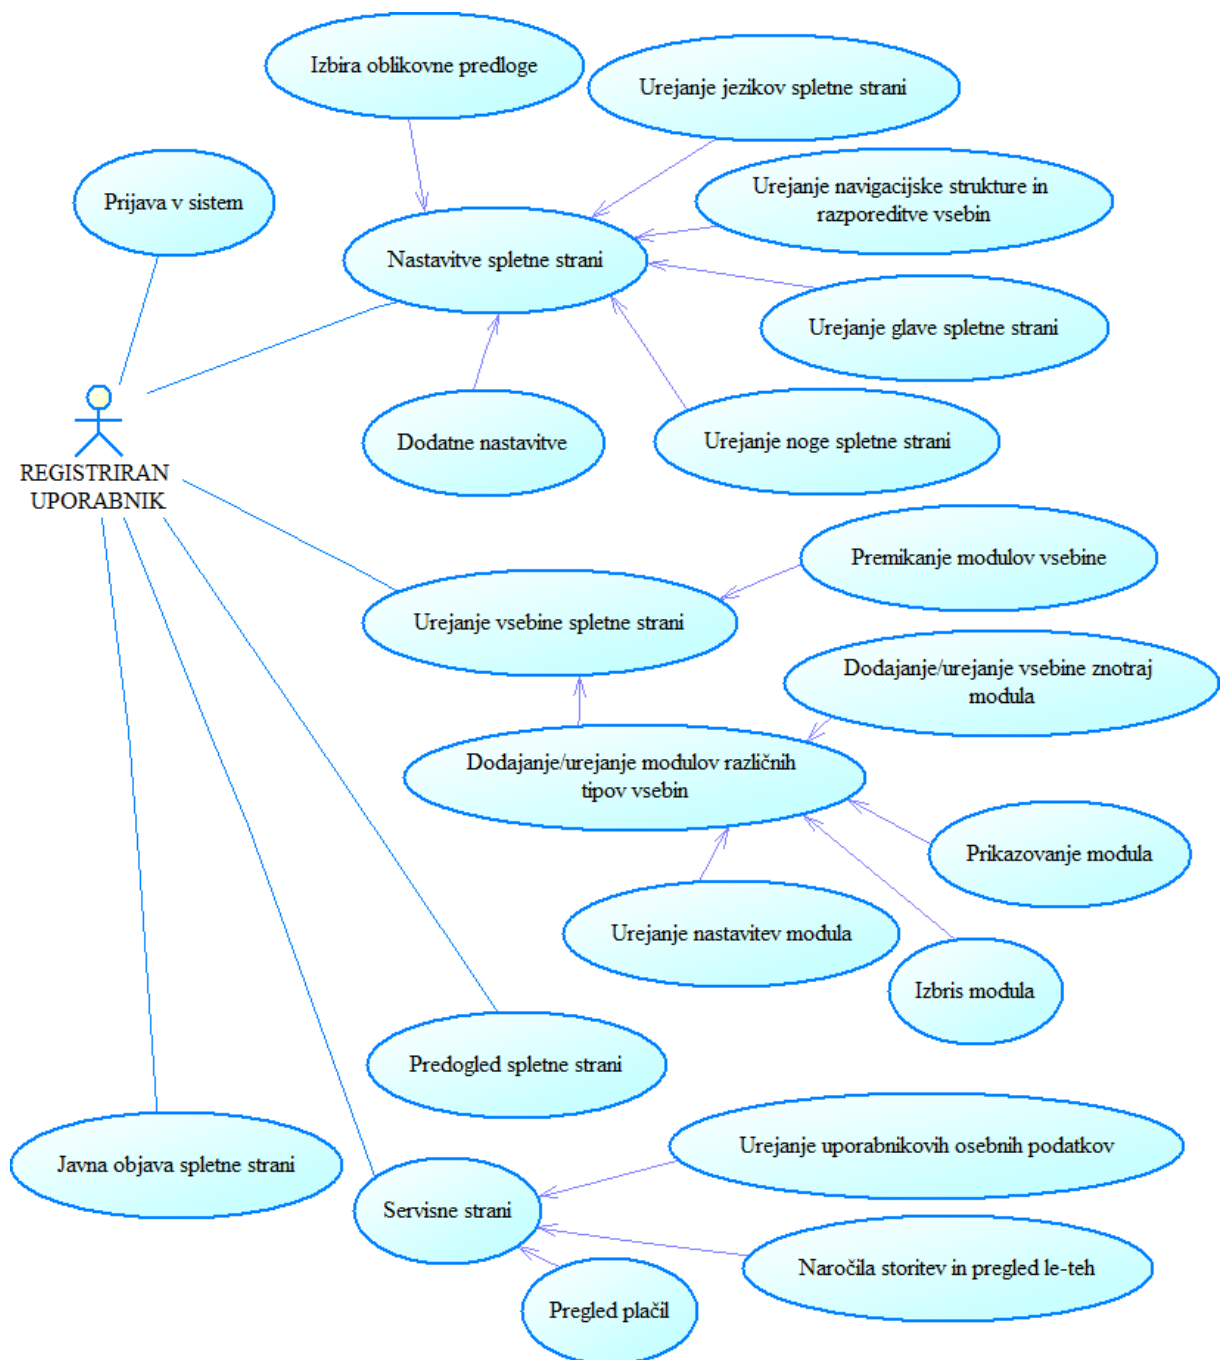 Izbira oblikovne predloge
Urejanje jezikov spletne strani
Prijava v sistem
Urejanje navigacijske strukture in
razporeditve vsebin
Nastavitve spletne strani
Urejanje glave spletne strani
Dodatne nastavitve
Urejanje noge spletne strani
REGISTRIRAN
UPORABNIK
Premikanje modulov vsebine
Urejanje vsebine spletne strani
Dodajanje/urejanje vsebine znotraj
modula
Dodajanje/urejanje modulov različnih
tipov vsebin
Prikazovanje modula
Urejanje nastavitev modula
Izbris modula
Predogled spletne strani
Urejanje uporabnikovih osebnih podatkov
Javna objava spletne strani
Servisne strani
Naročila storitev in pregled le-teh
Pregled plačil